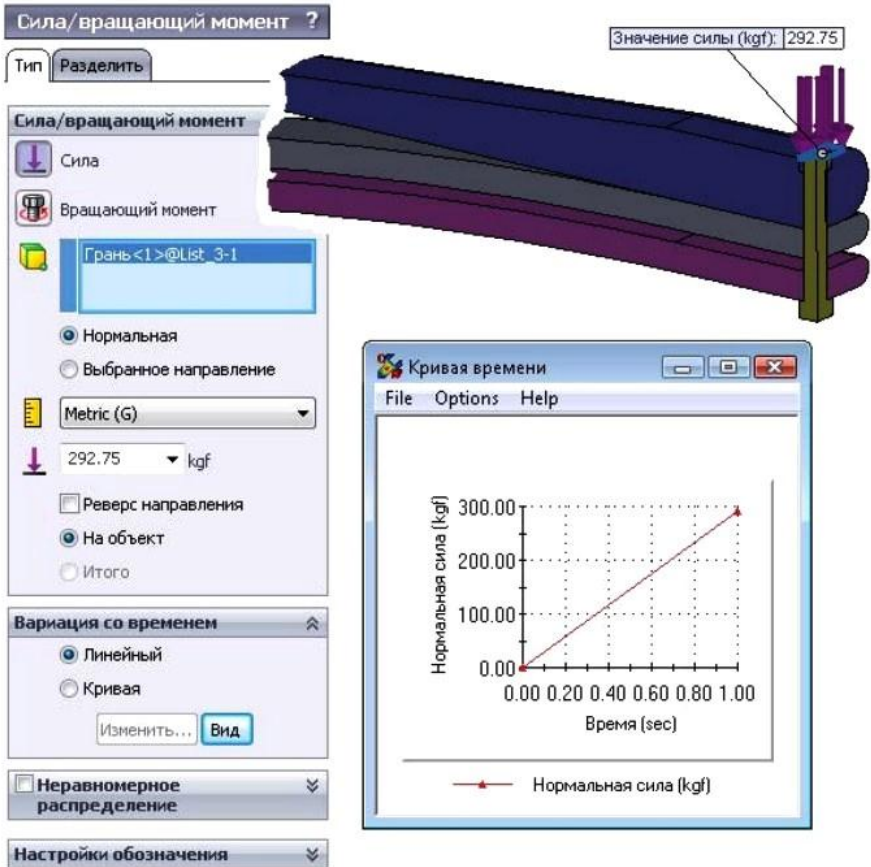 Сила/вращающий момент ?
Тип Разделить
Сила/вращающий момент
Сила
Вращающий момент
Грань<1>@List_3-1
Нормальная
Выбранное направление
Metric (G)
292.75 kgf
Реверс направления
На объект
Итого
Вариация со временем
Линейный
Кривая
Изменить... Вид
Неравномерное
распределение
Настройки обозначения
Значение силы (kgf): 292.75
Кривая времени
File Options Help
Нормальная сила (kgf)
300.00
200.00
100.00
0.00
0.00 0.20 0.40 0.60 0.80 1.00
Время (sec)
Нормальная сила (kgf)